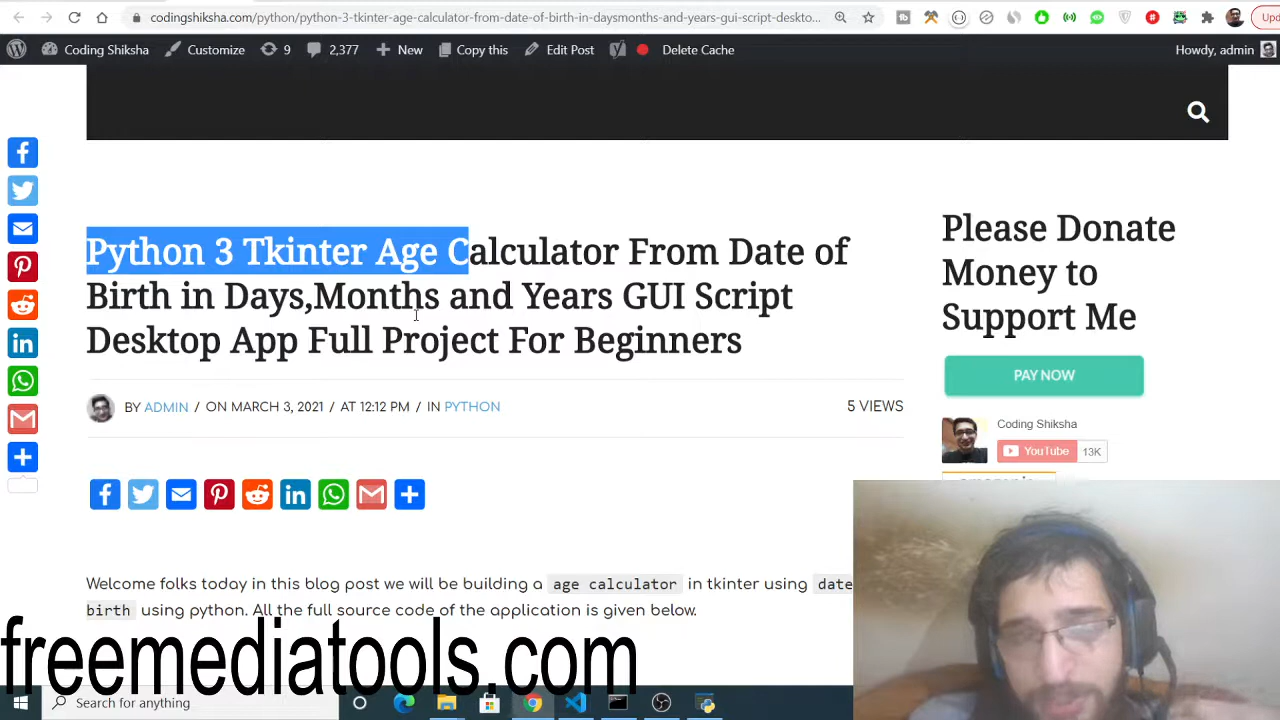 codingshiksha.com/python/python-3-tkinter-age-calculator-from-date-of-birth-in-daysmonths-and-years-gui-script-deskto...
Coding Shiksha
Customize
9
2,377
New
Copy this
Edit Post
Delete Cache
Howdy, admin
Python 3 Tkinter Age Calculator From Date of
Birth in Days,Months and Years GUI Script
Desktop App Full Project For Beginners
BY ADMIN / ON MARCH 3, 2021 / AT 12:12 PM / IN PYTHON
5 VIEWS
Please Donate
Money to
Support Me
PAY NOW
Coding Shiksha
YouTube 13K
Welcome folks today in this blog post we will be building a age calculator in tkinter using date
birth using python. All the full source code of the application is given below.
freemediatools.com
Search for anything